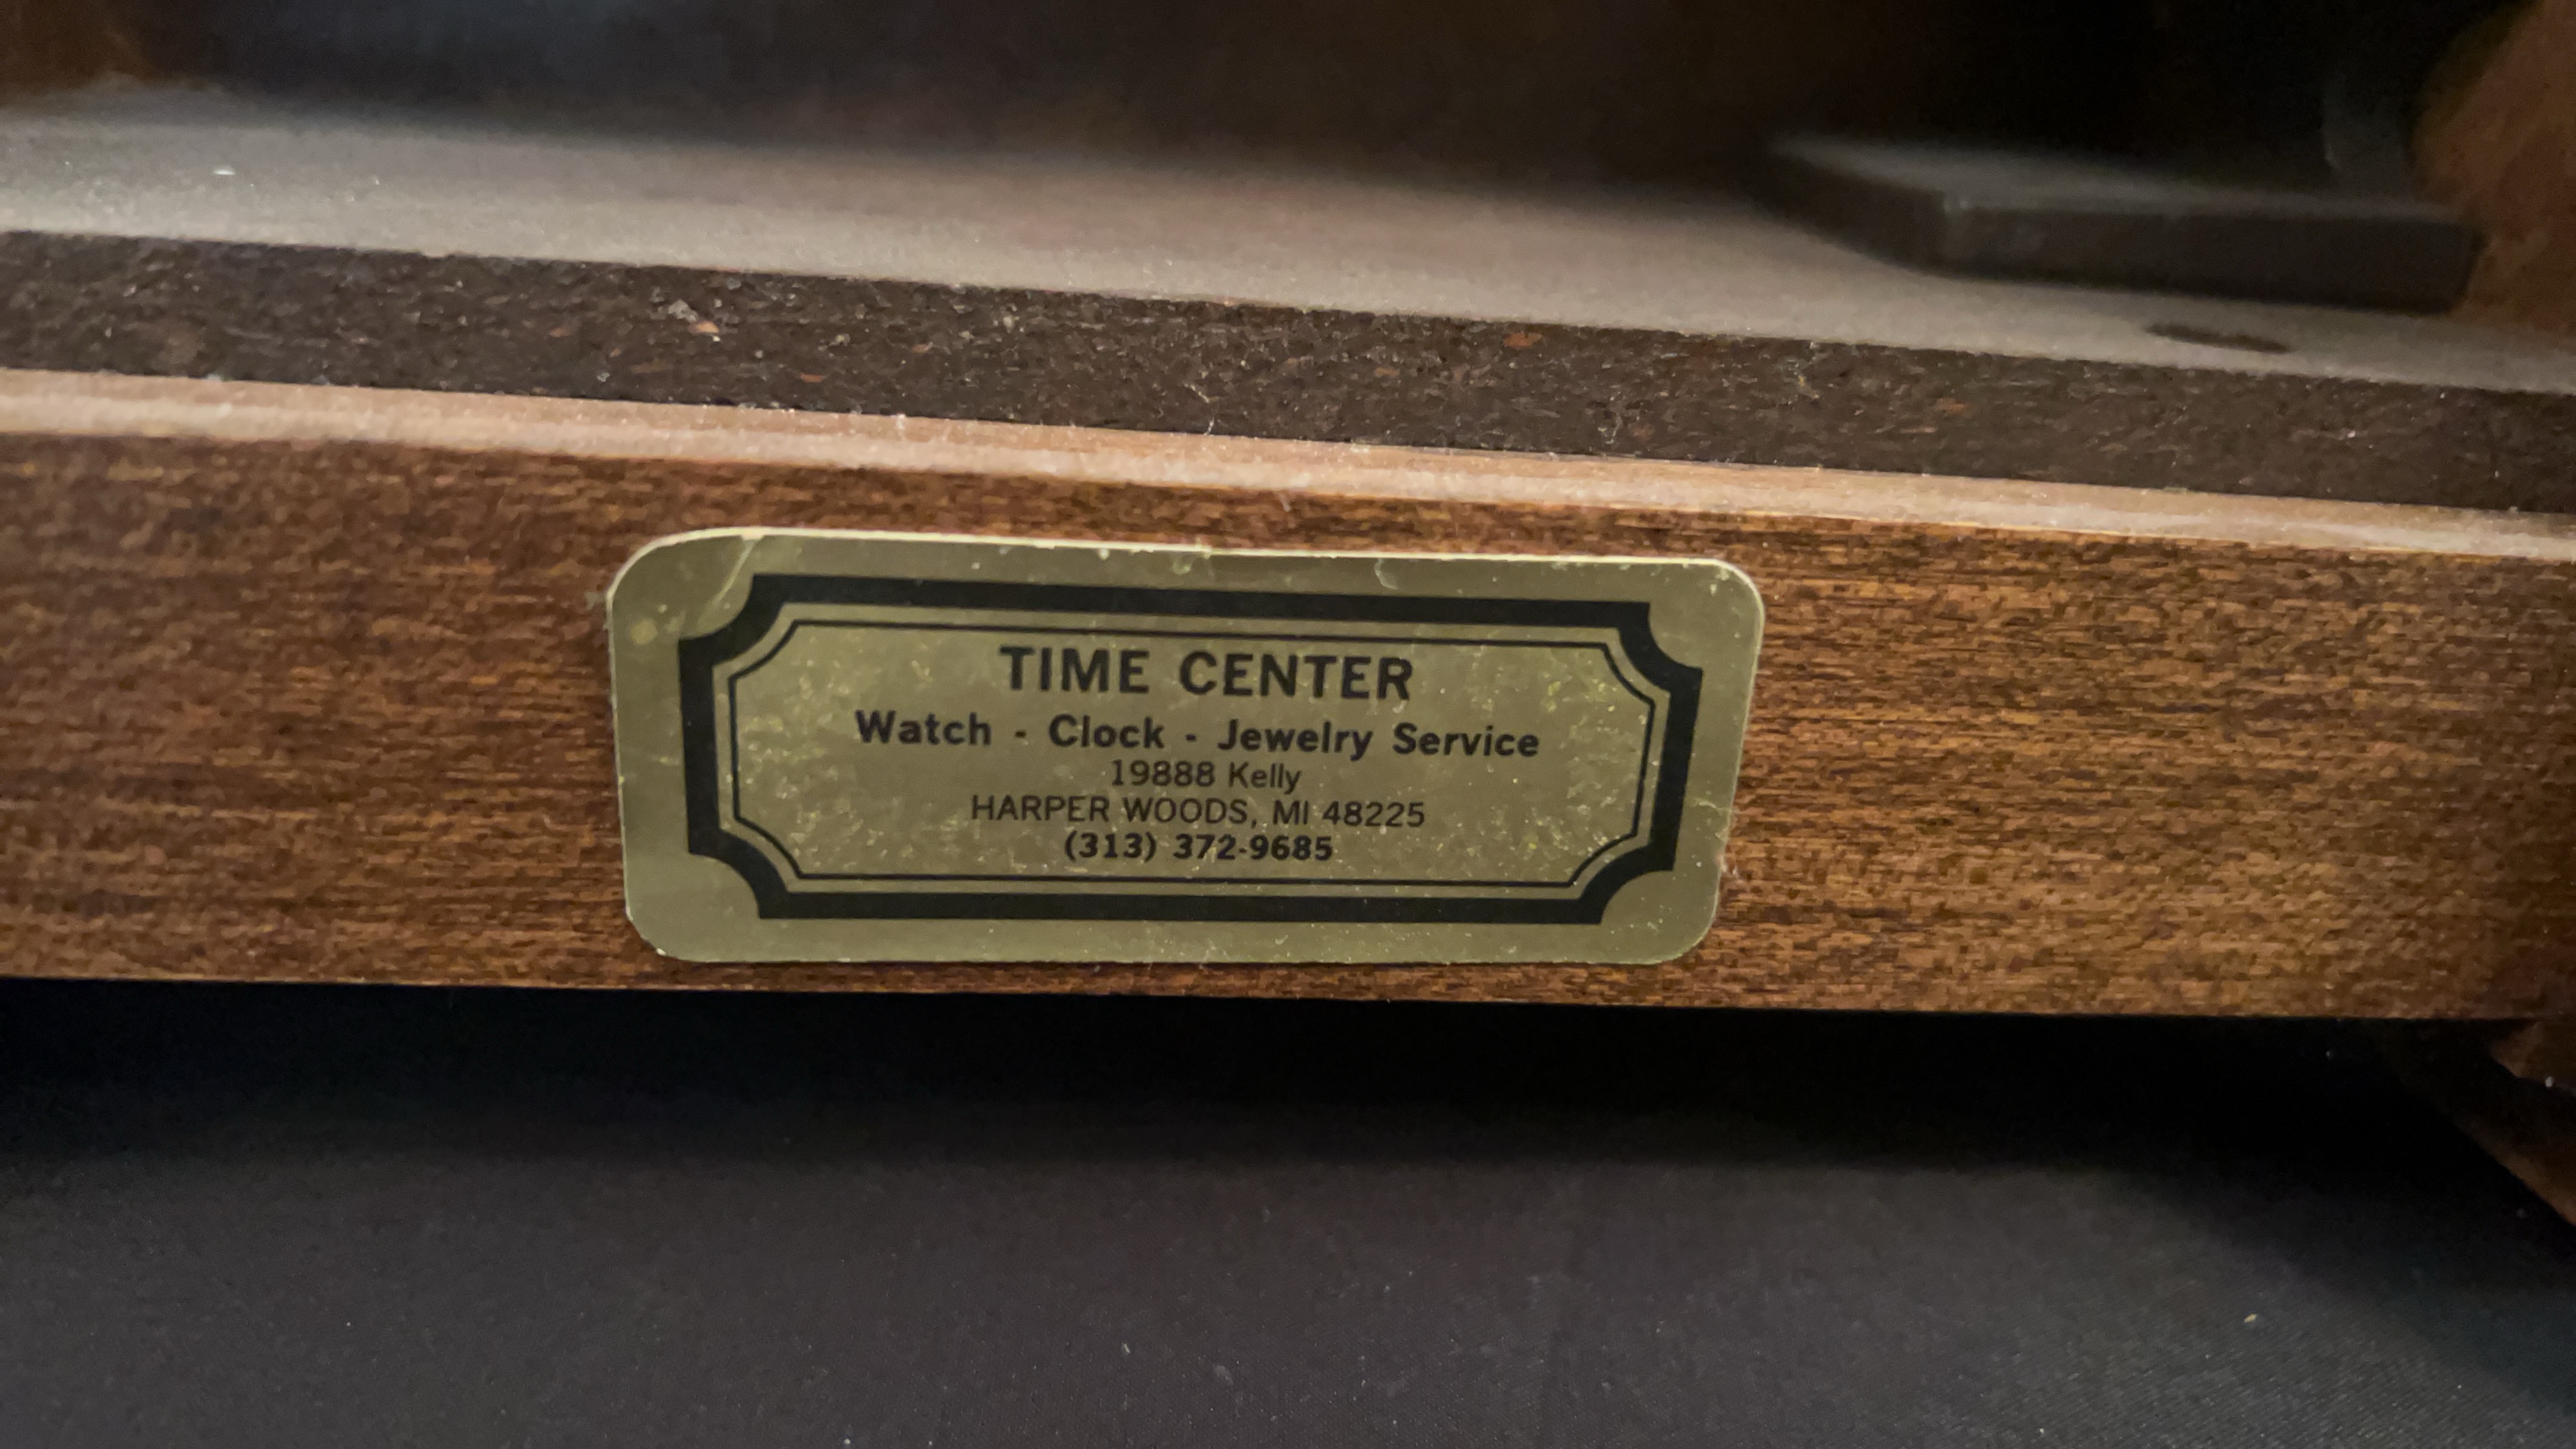 TIME CENTER
Watch - Clock - Jewelry Service
19888 Kelly
HARPER WOODS, MI 48225
(313) 372-9685